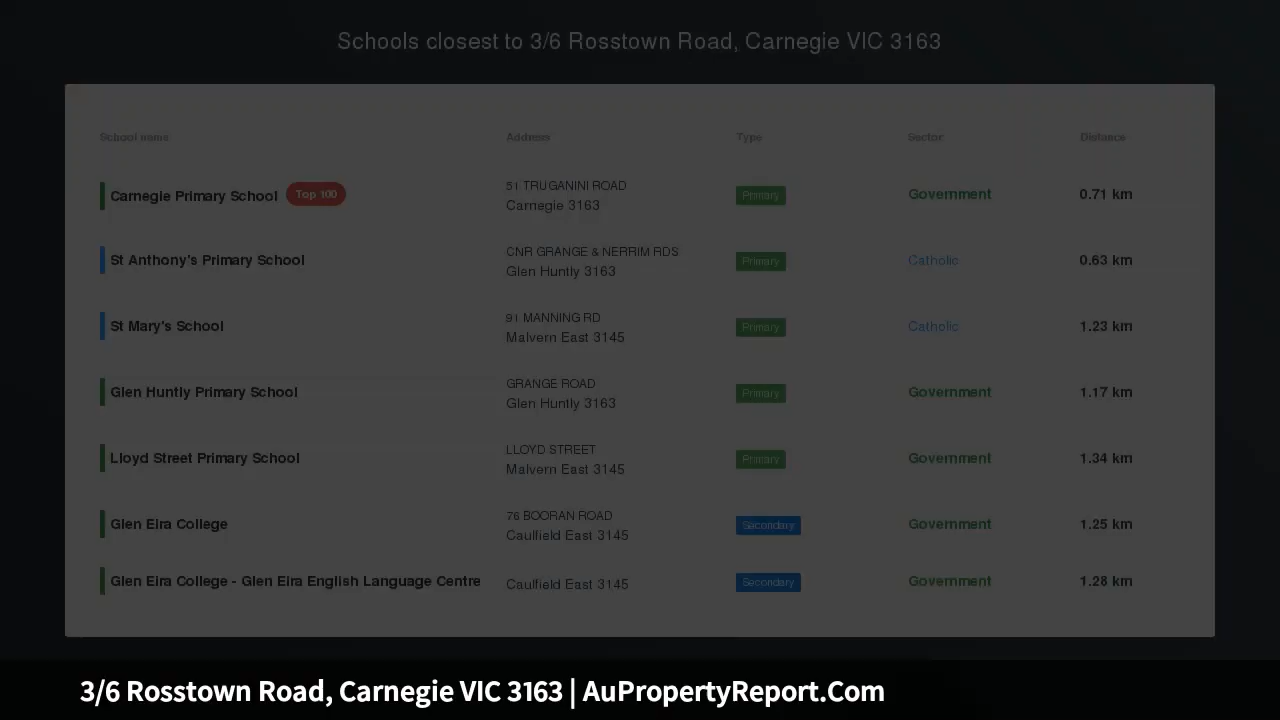 Schools closest to 3/6 Rosstown Road, Carnegie VIC 3163
School name Address Type Sector Distance
Carnegie Primary School Top 100 51 TRUGANINI ROAD Carnegie 3163 Primary Government 0.71 km
St Anthony's Primary School CNR GRANGE & NERRIM RDS Glen Huntly 3163 Primary Catholic 0.63 km
St Mary's School 91 MANNING RD Malvern East 3145 Primary Catholic 1.23 km
Glen Huntly Primary School GRANGE ROAD Glen Huntly 3163 Primary Government 1.17 km
Lloyd Street Primary School LLOYD STREET Malvern East 3145 Primary Government 1.34 km
Glen Eira College 76 BOORAN ROAD Caulfield East 3145 Secondary Government 1.25 km
Glen Eira College - Glen Eira English Language Centre Caulfield East 3145 Secondary Government 1.28 km
3/6 Rosstown Road, Carnegie VIC 3163 | AuPropertyReport.Com